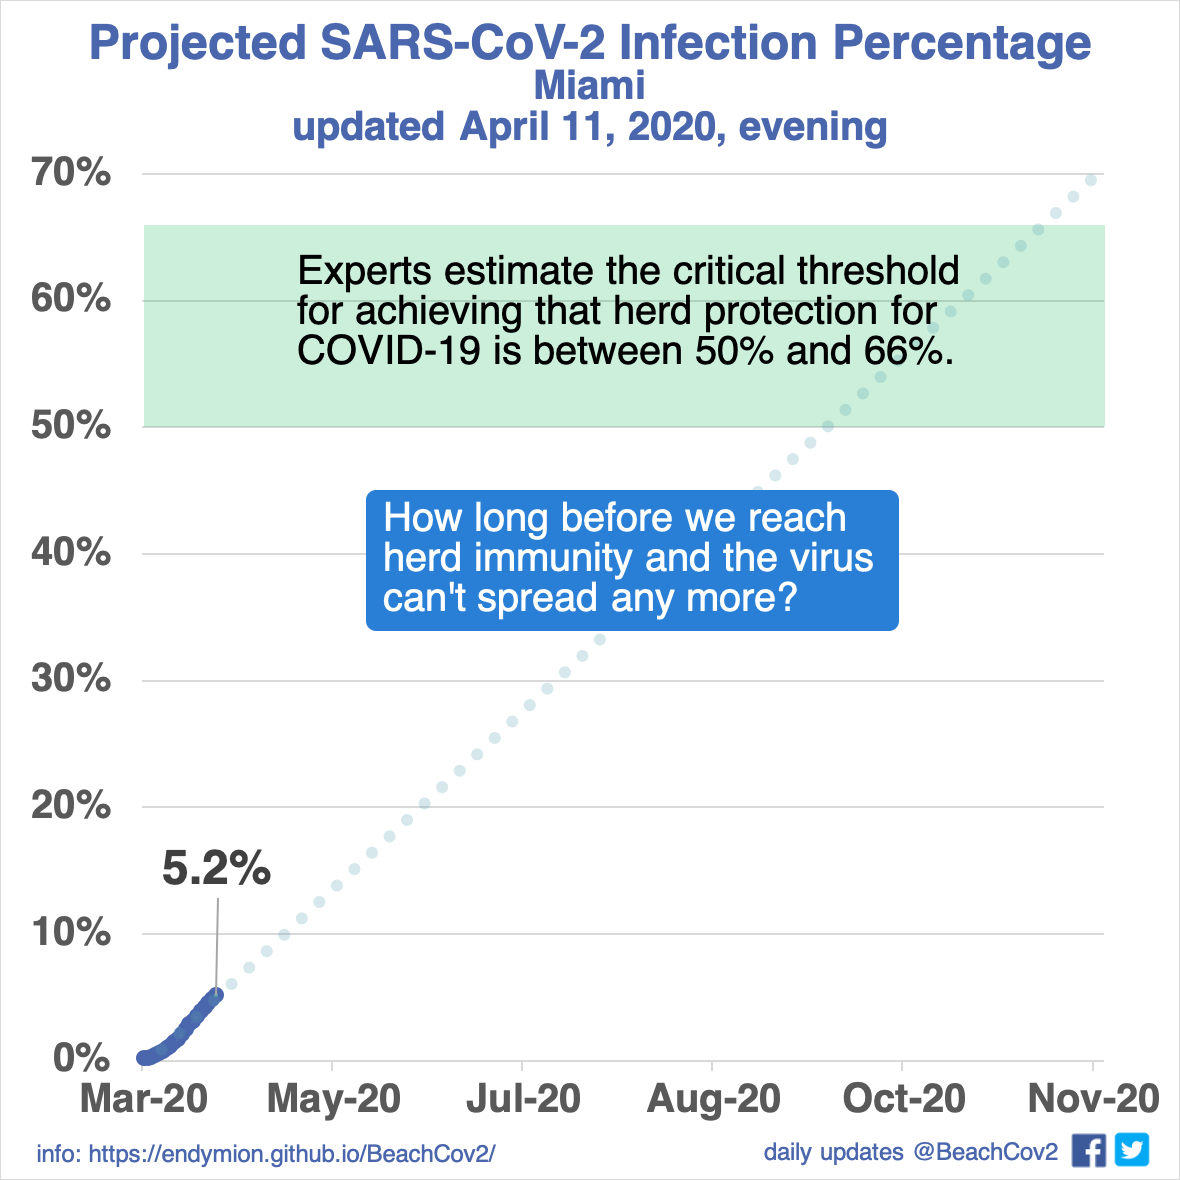 Projected SARS-CoV-2 Infection Percentage
Miami
updated April 11, 2020, evening
70%
Experts estimate the critical threshold
for achieving that herd protection for
COVID-19 is between 50% and 66%.
60%
50%
How long before we reach
herd immunity and the virus
can't spread any more?
40%
30%
20%
5.2%
10%
0%
Mar-20 May-20 Jul-20 Aug-20 Oct-20 Nov-20
info: https://endymion.github.io/BeachCov2/
daily updates @BeachCov2